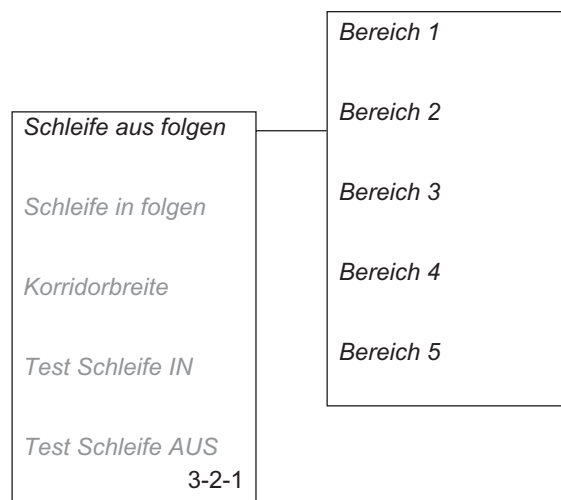 Schleife aus folgen
Schleife in folgen
Korridorbreite
Test Schleife IN
Test Schleife AUS
3-2-1
Bereich 1
Bereich 2
Bereich 3
Bereich 4
Bereich 5